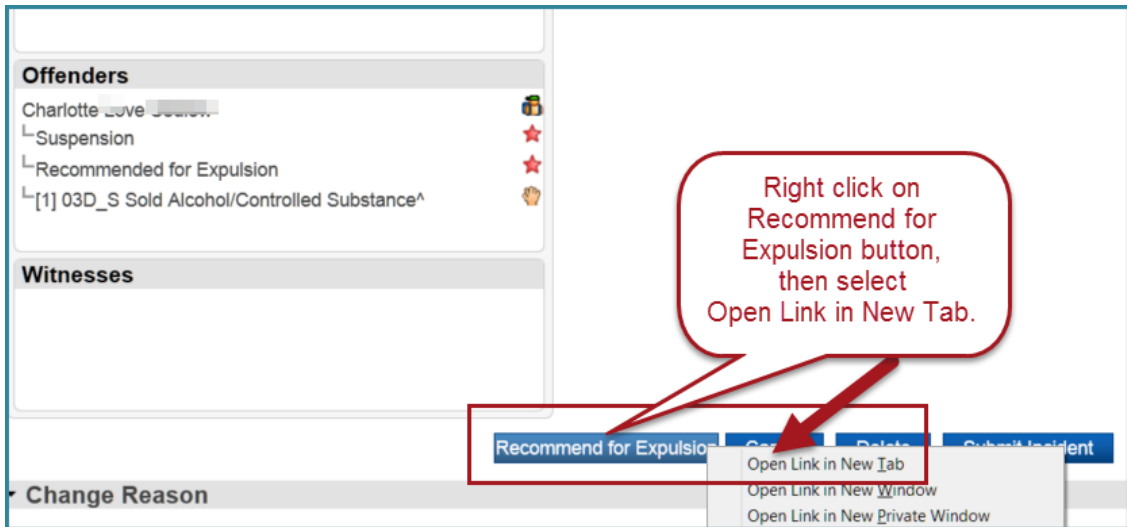 Offenders
Charlotte
Suspension
Recommended for Expulsion
[1] 03D_S Sold Alcohol/Controlled Substance^
Witnesses
Right click on
Recommend for
Expulsion button,
then select
Open Link in New Tab.
Recommend for Expulsion Delete Submit Incident
Open Link in New Tab
Open Link in New Window
Open Link in New Private Window
Change Reason